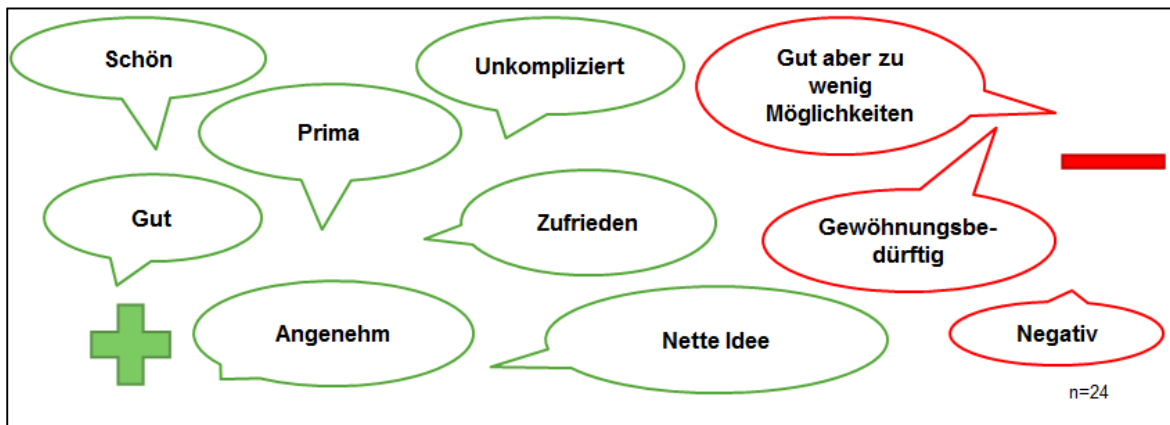 Schön
Unkompliziert
Gut aber zu
wenig
Möglichkeiten
Prima
Gut
Zufrieden
Gewöhnungsbe-
dürftig
Angenehm
Nette Idee
Negativ
n=24